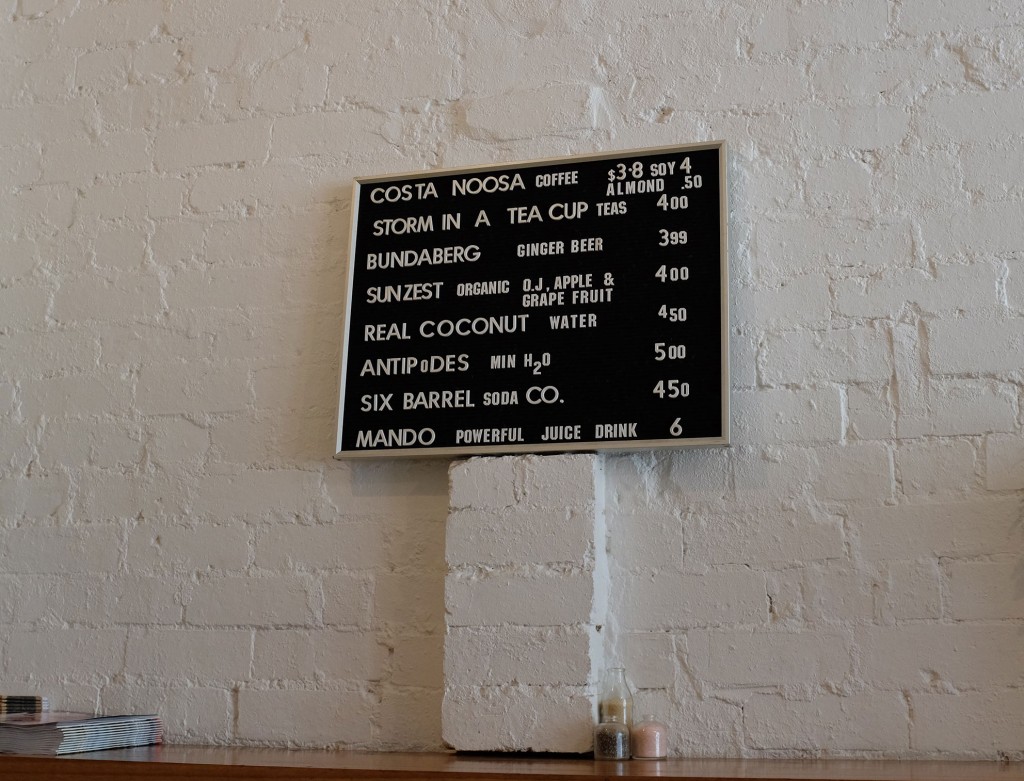 COSTA NOOSA COFFEE $3.8 SOY 4
ALMOND .50
STORM IN A TEA CUP TEAS 400
BUNDABERG GINGER BEER 399
SUNZEST ORGANIC O.J, APPLE & 400
GRAPE FRUIT
REAL COCONUT WATER 450
ANTIPoDES MIN H2O 500
SIX BARREL SODA CO. 450
MANDO POWERFUL JUICE DRINK 6